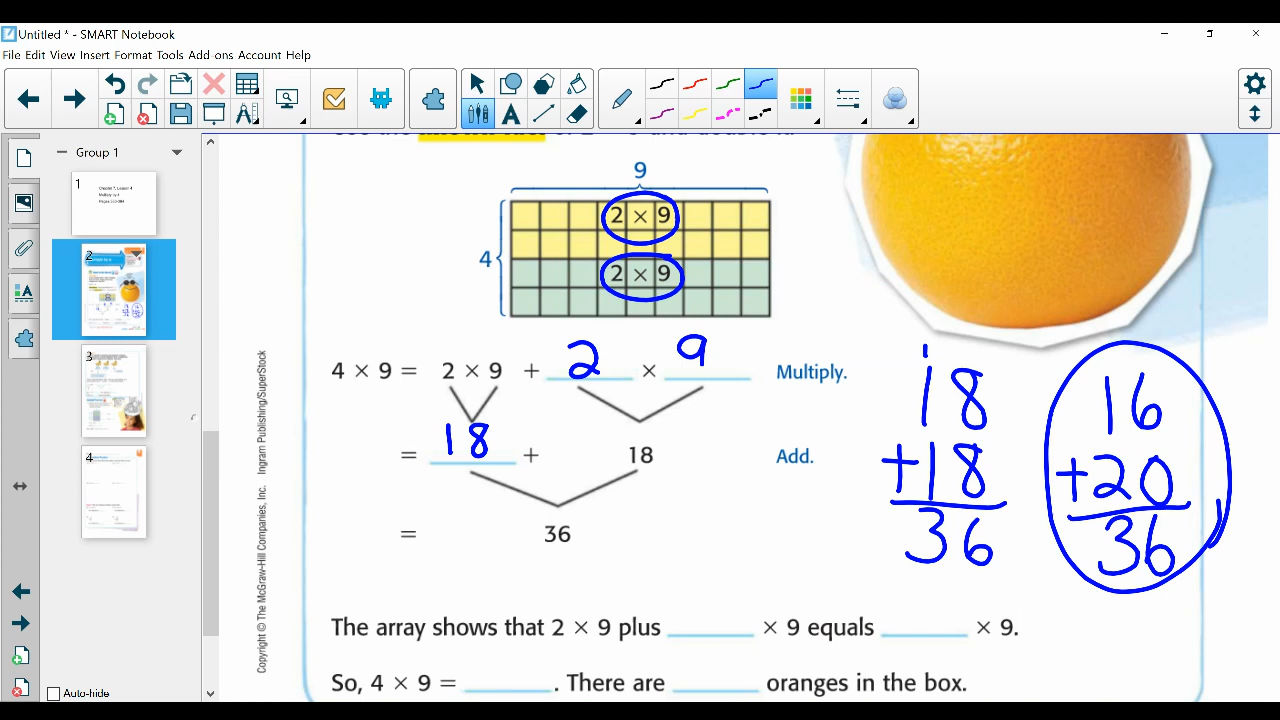 Untitled * - SMART Notebook
File Edit View Insert Format Tools Add-ons Account Help
Group 1
1
2
3
4
Auto-hide
9
2 × 9
4
2 × 9
4 × 9 = 2 × 9 + 2 × 9 Multiply.
= 18 + 18 Add.
= 36
18
+18
36
16
+20
36
The array shows that 2 × 9 plus ______ × 9 equals ______ × 9.
So, 4 × 9 = ______. There are ______ oranges in the box.
Copyright © The McGraw-Hill Companies, Inc. Ingram Publishing/SuperStock